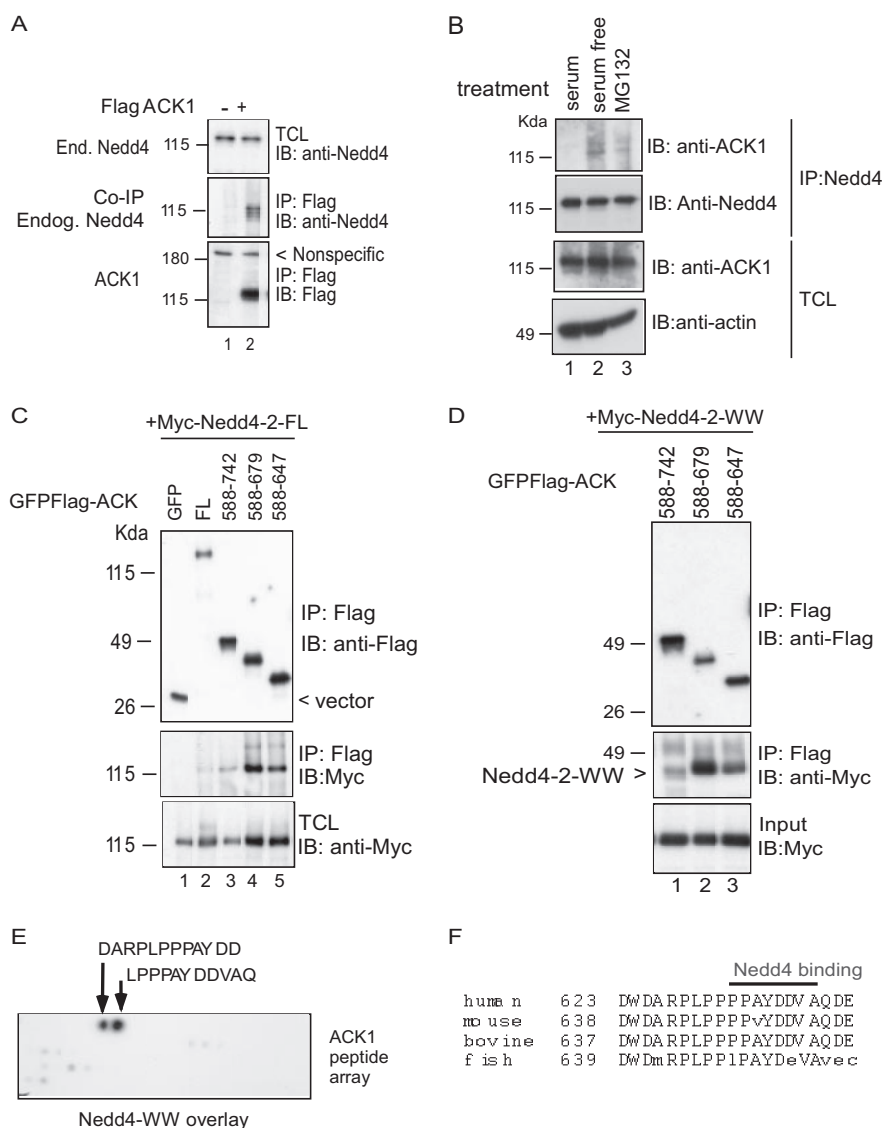 A
Flag ACK1 - +
End. Nedd4
115
TCL
IB: anti-Nedd4
Co-IP
Endog. Nedd4
115
IP: Flag
IB: anti-Nedd4
ACK1
180
115
< Nonspecific
IP: Flag
IB: Flag
1 2
B
treatment
serum
serum free
MG132
Kda
115
IB: anti-ACK1
115
IB: Anti-Nedd4
IP:Nedd4
115
IB: anti-ACK1
49
IB:anti-actin
TCL
1 2 3
C
+Myc-Nedd4-2-FL
GFPFlag-ACK
GFP
FL
588-742
588-679
588-647
Kda
115
49
26
IP: Flag
IB: anti-Flag
< vector
115
IP: Flag
IB:Myc
115
TCL
IB: anti-Myc
1 2 3 4 5
D
+Myc-Nedd4-2-WW
GFPFlag-ACK
588-742
588-679
588-647
49
26
IP: Flag
IB: anti-Flag
49
Nedd4-2-WW >
IP: Flag
IB: anti-Myc
Input
IB:Myc
1 2 3
E
DARPLPPPAY DD
LPPPAY DDVAQ
ACK1
peptide
array
Nedd4-WW overlay
F
Nedd4 binding
human 623 DWDARPLPPPPAYDDVAQDE
mouse 638 DWDARPLPPPPvYDDVAQDE
bovine 637 DWDARPLPPPPAYDDVAQDE
fish 639 DWDmRPLPPlPAYDeVAvec